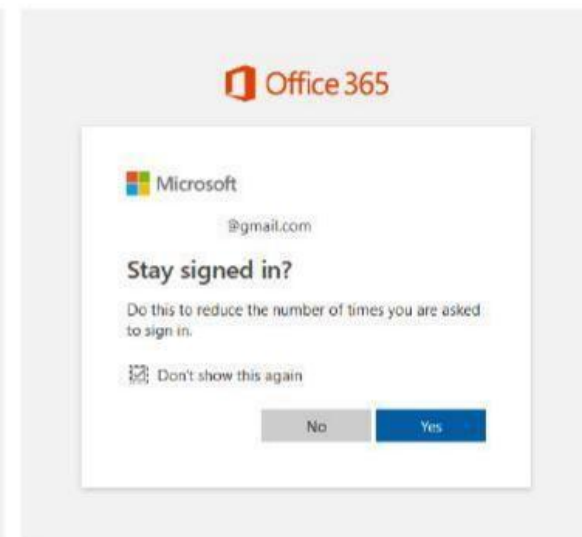 Office 365
Microsoft
@gmail.com
Stay signed in?
Do this to reduce the number of times you are asked
to sign in.
Don't show this again
No
Yes